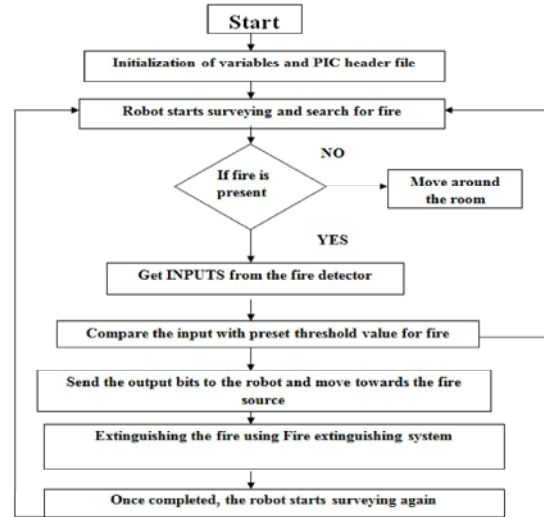 Start
Initialization of variables and PIC header file
Robot starts surveying and search for fire
NO
If fire is
present
Move around
the room
YES
Get INPUTS from the fire detector
Compare the input with preset threshold value for fire
Send the output bits to the robot and move towards the fire
source
Extinguishing the fire using Fire extinguishing system
Once completed, the robot starts surveying again